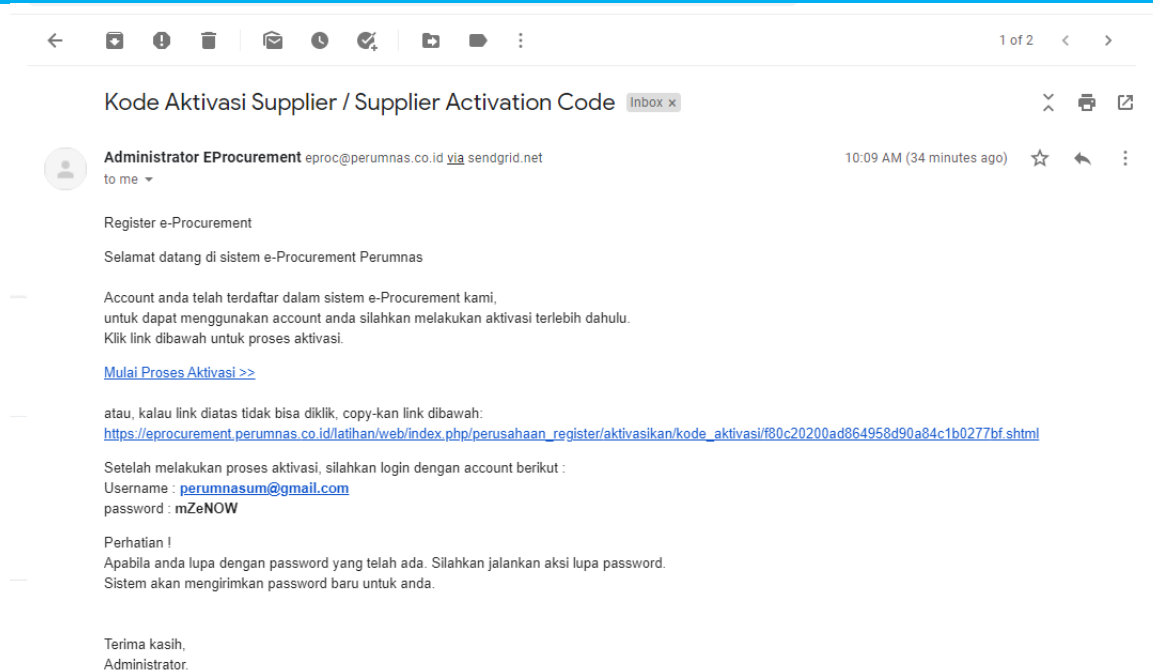 1 of 2
Kode Aktivasi Supplier / Supplier Activation Code Inbox x
Administrator EProcurement eproc@perumnas.co.id via sendgrid.net 10:09 AM (34 minutes ago)
to me
Register e-Procurement
Selamat datang di sistem e-Procurement Perumnas
Account anda telah terdaftar dalam sistem e-Procurement kami,
untuk dapat menggunakan account anda silahkan melakukan aktivasi terlebih dahulu.
Klik link dibawah untuk proses aktivasi.
Mulai Proses Aktivasi >>
atau, kalau link diatas tidak bisa diklik, copy-kan link dibawah:
https://eprocurement.perumnas.co.id/latihan/web/index.php/perusahaan_register/aktivasikan/kode_aktivasi/f80c20200ad864958d90a84c1b0277bf.shtml
Setelah melakukan proses aktivasi, silahkan login dengan account berikut :
Username : perumnasum@gmail.com
password : mZeNOW
Perhatian !
Apabila anda lupa dengan password yang telah ada. Silahkan jalankan aksi lupa password.
Sistem akan mengirimkan password baru untuk anda.
Terima kasih,
Administrator.